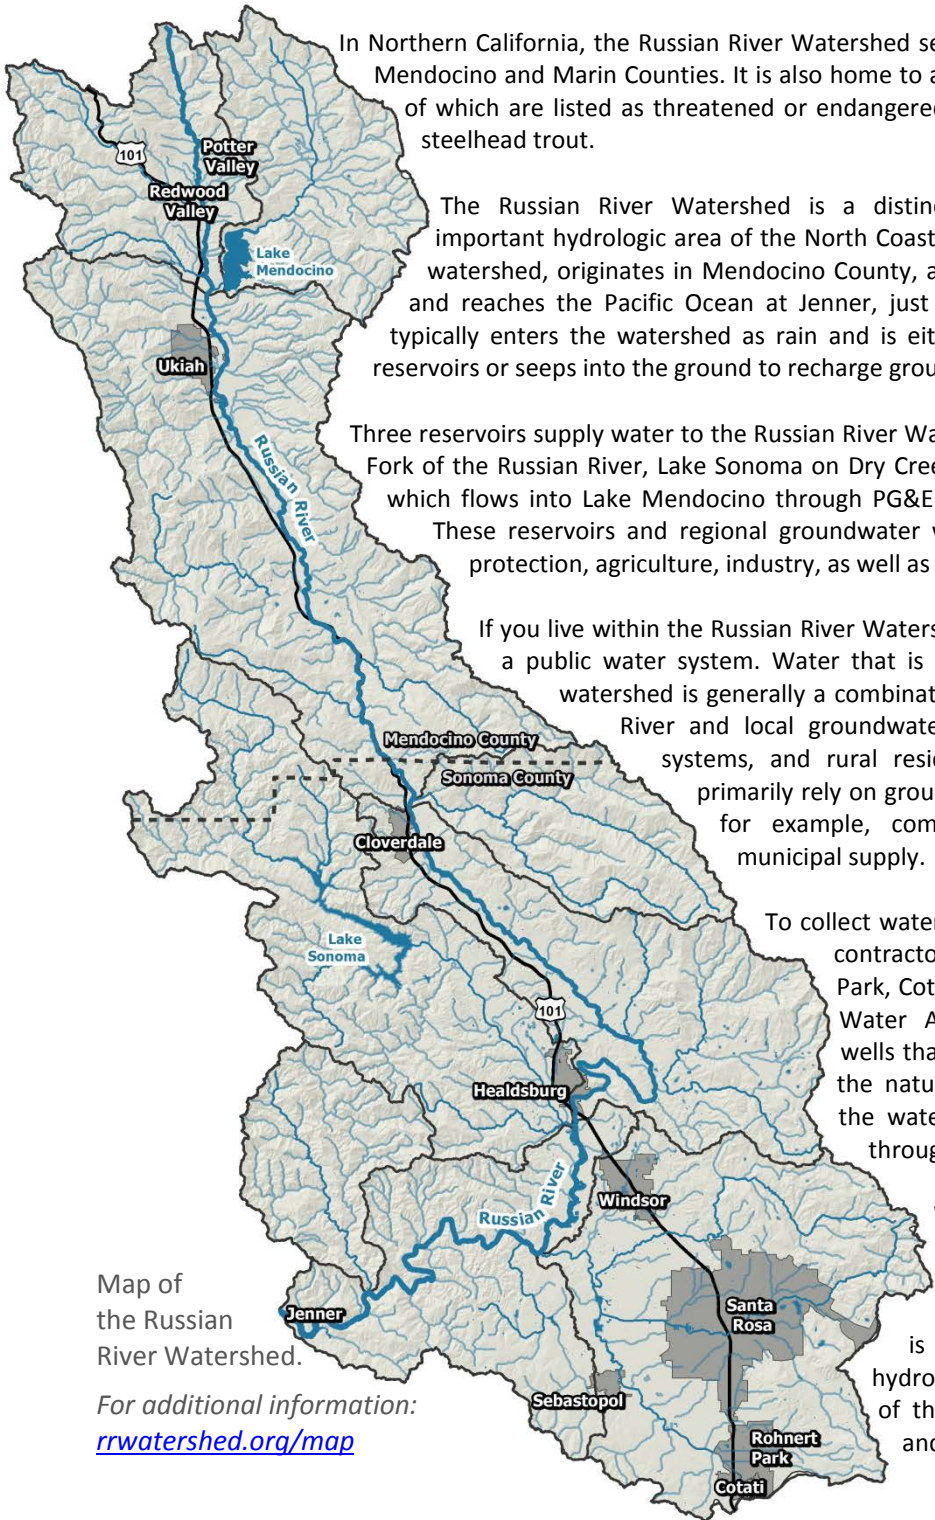 In Northern California, the Russian River Watershed se
Mendocino and Marin Counties. It is also home to a
of which are listed as threatened or endangered
steelhead trout.
The Russian River Watershed is a distinc
important hydrologic area of the North Coast
watershed, originates in Mendocino County, a
and reaches the Pacific Ocean at Jenner, just
typically enters the watershed as rain and is eit
reservoirs or seeps into the ground to recharge grou
Three reservoirs supply water to the Russian River Wa
Fork of the Russian River, Lake Sonoma on Dry Cree
which flows into Lake Mendocino through PG&E
These reservoirs and regional groundwater
protection, agriculture, industry, as well as
If you live within the Russian River Waters
a public water system. Water that is
watershed is generally a combinat
River and local groundwate
systems, and rural resid
primarily rely on grou
for example, com
municipal supply.
To collect water
contracto
Park, Cot
Water A
wells tha
the natu
the wate
throug
is
hydro
of th
and
101
Potter
Valley
Redwood
Valley
Lake
Mendocino
Ukiah
Russian River
Mendocino County
Sonoma County
Cloverdale
Lake
Sonoma
101
Healdsburg
Russian River
Windsor
Santa
Rosa
Jenner
Sebastopol
Rohnert
Park
Cotati
Map of
the Russian
River Watershed.
For additional information:
rrwatershed.org/map